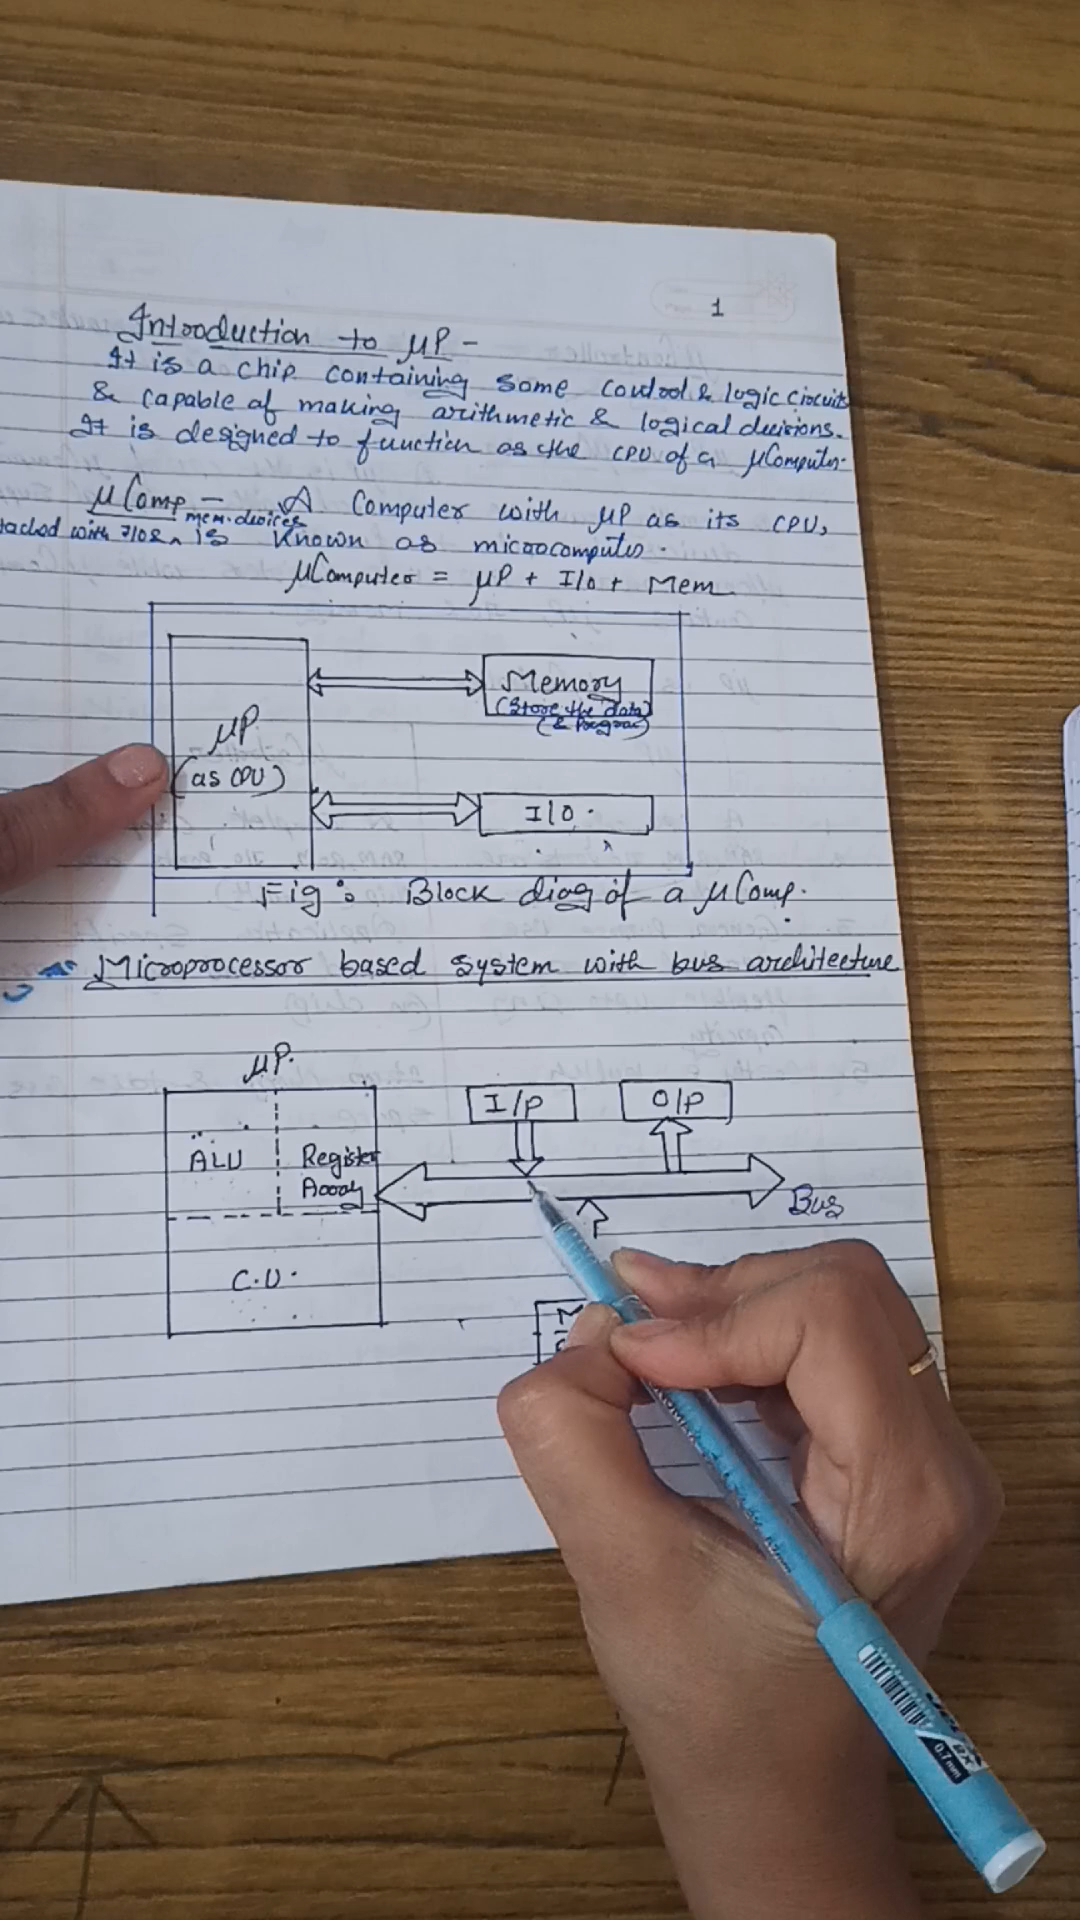 1
Introduction to μP -
It is a chip containing some control & logic circuits
& capable of making arithmetic & logical decisions.
It is designed to function as the CPU of a μComputer.
μComp - A Computer with μP as its CPU,
mem. devices
tached with I/O & is known as microcomputer.
μComputer = μP + I/O + Mem
Memory
(Store the data
& Program)
μP
(as CPU)
I/O
Fig: Block diag of a μComp.
Microprocessor based system with bus architecture
μP.
I/P
O/P
ALU
Register
Array
Bus
C.U.
M
0.7mm